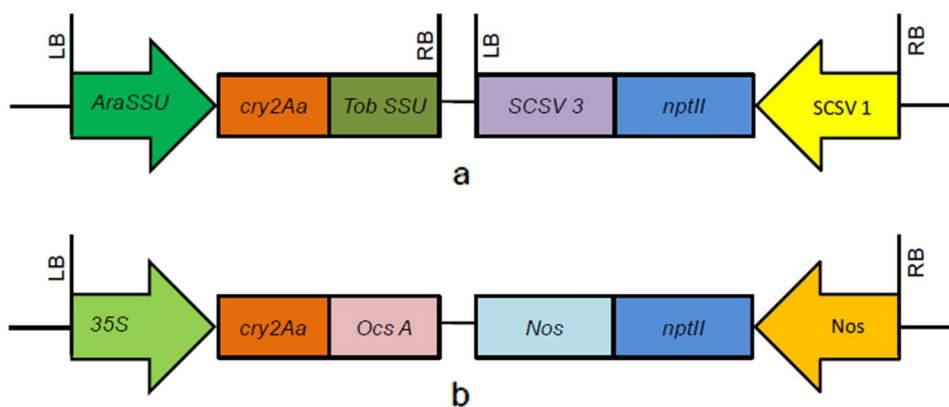 LB
RB
LB
RB
AraSSU
cry2Aa
Tob SSU
SCSV 3
nptII
SCSV 1
a
LB
RB
35S
cry2Aa
Ocs A
Nos
nptII
Nos
b